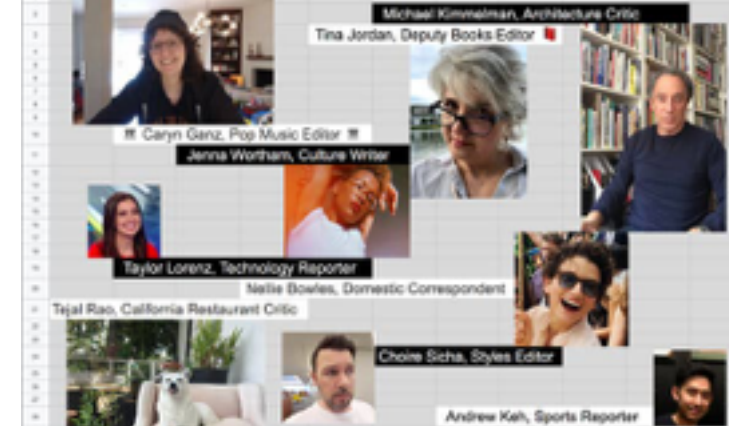 Michael Kimmelman, Architecture Critic
Tina Jordan, Deputy Books Editor
Caryn Ganz, Pop Music Editor
Jenna Wortham, Culture Writer
Taylor Lorenz, Technology Reporter
Nellie Bowles, Domestic Correspondent
Tejal Rao, California Restaurant Critic
Choire Sicha, Styles Editor
Andrew Keh, Sports Reporter